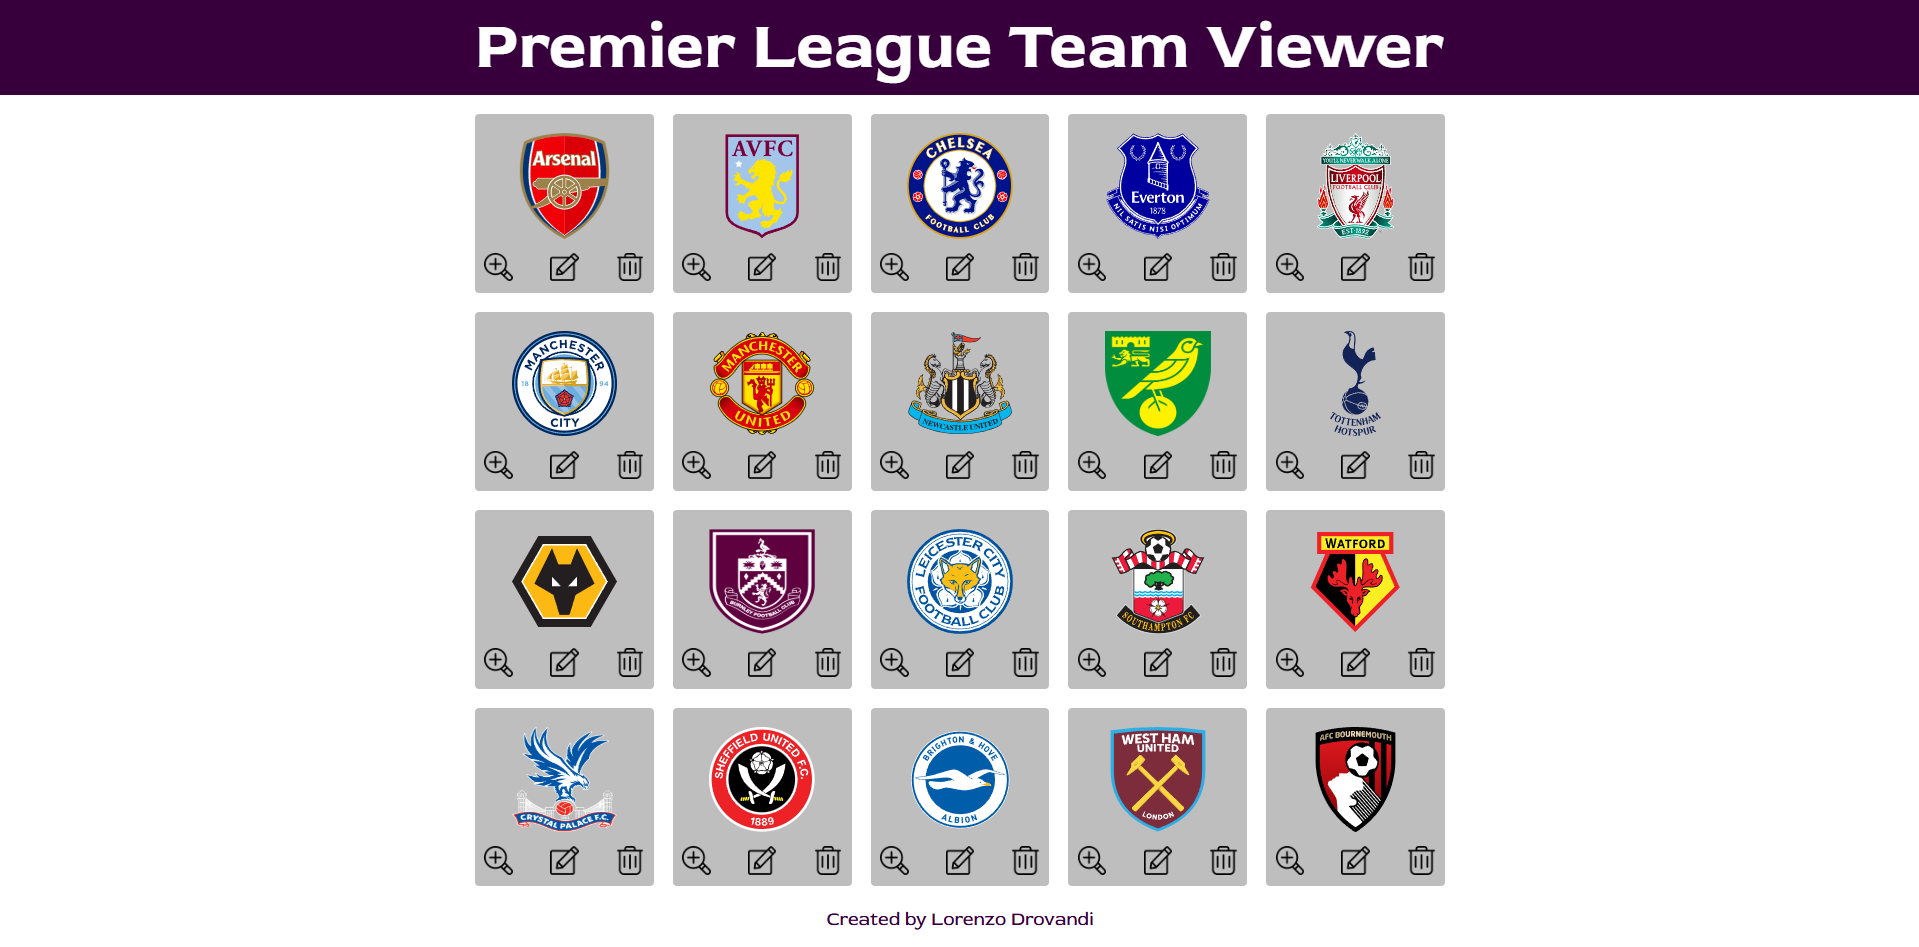 Premier League Team Viewer
Arsenal
AVFC
CHELSEA
FOOTBALL CLUB
Everton
1878
NIL SATIS NISI OPTIMUM
YOU'LL NEVER WALK ALONE
LIVERPOOL
FOOTBALL CLUB
EST·1892
MANCHESTER
18 94
CITY
MANCHESTER
UNITED
NEWCASTLE UNITED
TOTTENHAM
HOTSPUR
BURNLEY FOOTBALL CLUB
LEICESTER CITY
FOOTBALL CLUB
SOUTHAMPTON FC
WATFORD
CRYSTAL PALACE F.C.
SHEFFIELD UNITED F.C.
1889
BRIGHTON & HOVE
ALBION
WEST HAM
UNITED
LONDON
AFC BOURNEMOUTH
Created by Lorenzo Drovandi